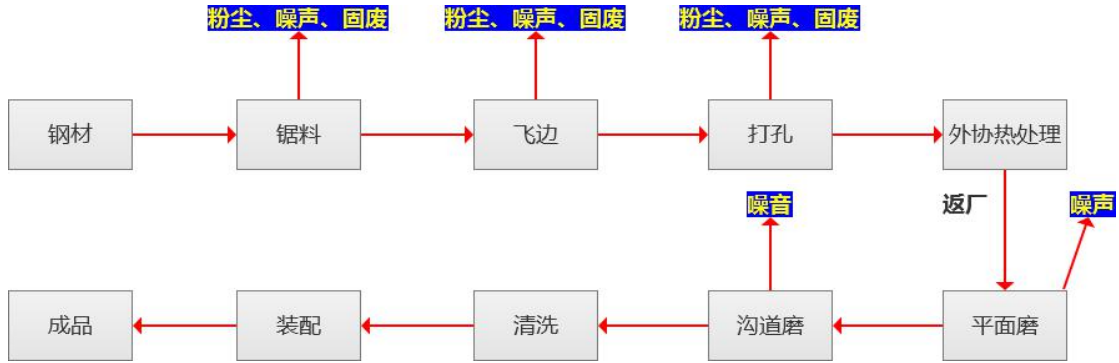 粉尘、噪声、固废
粉尘、噪声、固废
粉尘、噪声、固废
钢材
锯料
飞边
打孔
外协热处理
噪音
返厂
噪声
成品
装配
清洗
沟道磨
平面磨